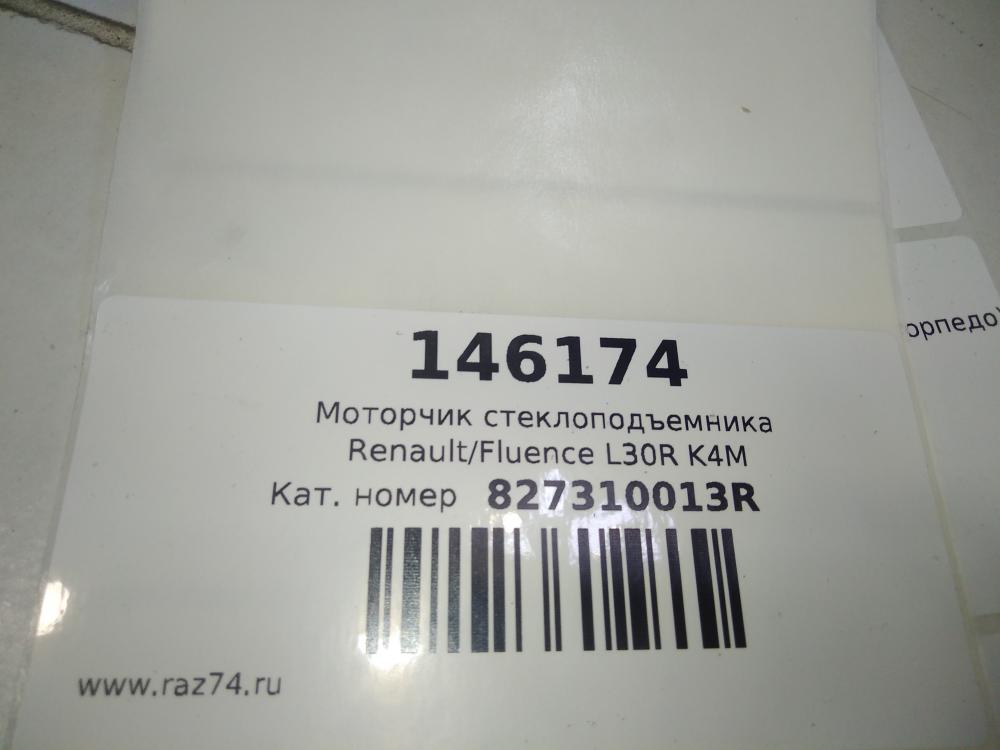 146174
Моторчик стеклоподъемника
Renault/Fluence L30R K4M
Кат. номер 827310013R
www.raz74.ru
орпедо)